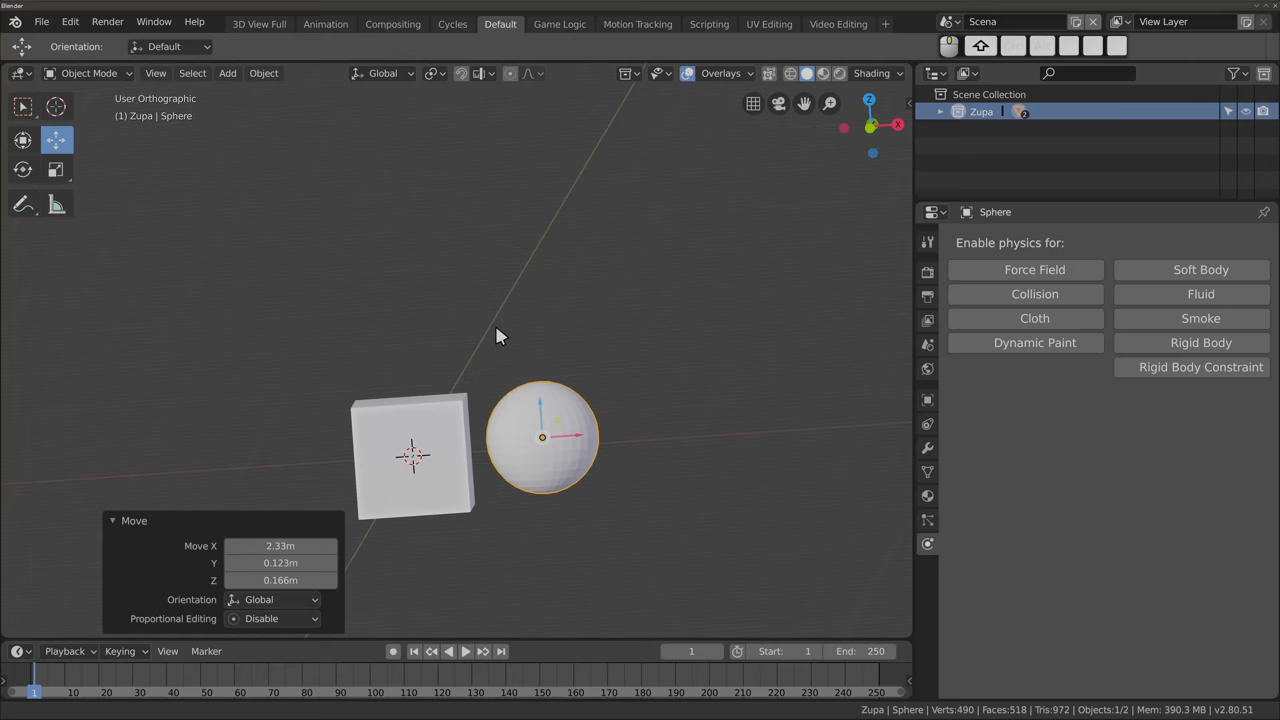 Blender
File Edit Render Window Help
3D View Full Animation Compositing Cycles Default Game Logic Motion Tracking Scripting UV Editing Video Editing +
Scena
View Layer
Orientation: Default
Object Mode View Select Add Object
Global
Overlays
Shading
User Orthographic
(1) Zupa | Sphere
Z
X
Scene Collection
Zupa
2
Sphere
Enable physics for:
Force Field Soft Body
Collision Fluid
Cloth Smoke
Dynamic Paint Rigid Body
Rigid Body Constraint
Move
Move X 2.33m
Y 0.123m
Z 0.166m
Orientation Global
Proportional Editing Disable
Playback Keying View Marker
1
Start: 1
End: 250
1 10 20 30 40 50 60 70 80 90 100 110 120 130 140 150 160 170 180 190 200 210 220 230 240 250
Zupa | Sphere | Verts:490 | Faces:518 | Tris:972 | Objects:1/2 | Mem: 390.3 MB | v2.80.51